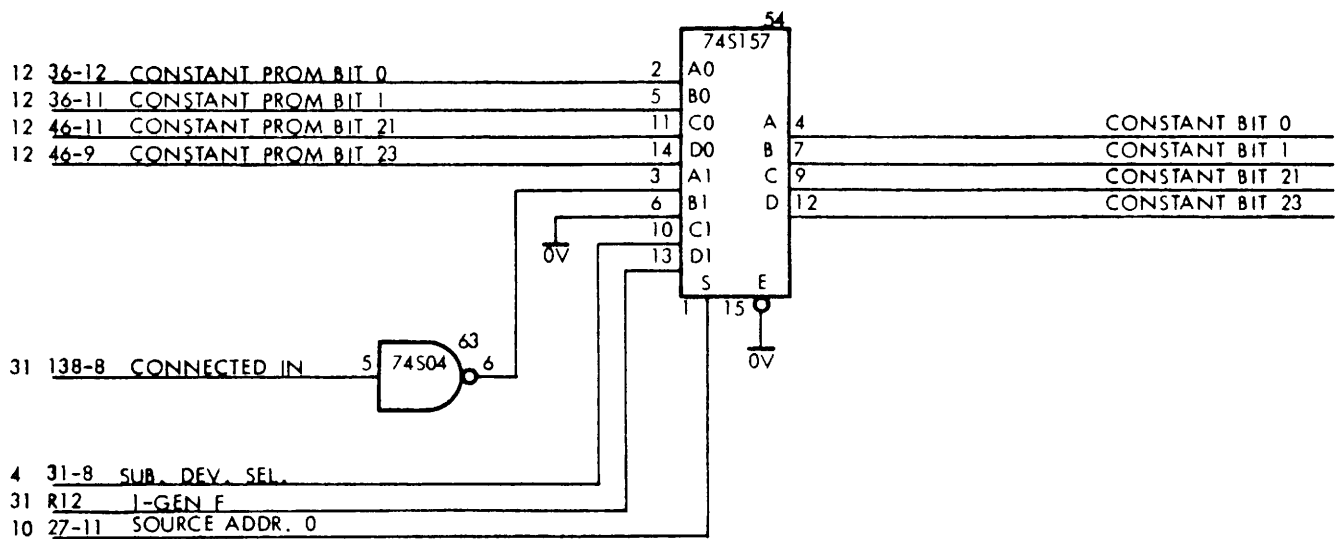 54
74S157
12 36-12 CONSTANT PROM BIT 0 2 A0
12 36-11 CONSTANT PROM BIT 1 5 B0
12 46-11 CONSTANT PROM BIT 21 11 C0 A 4 CONSTANT BIT 0
12 46-9 CONSTANT PROM BIT 23 14 D0 B 7 CONSTANT BIT 1
3 A1 C 9 CONSTANT BIT 21
6 B1 D 12 CONSTANT BIT 23
10 C1
0V 13 D1
S E
1 15
63
31 138-8 CONNECTED IN 5 74S04 6
0V
4 31-8 SUB. DEV. SEL.
31 R12 1-GEN F
10 27-11 SOURCE ADDR. 0